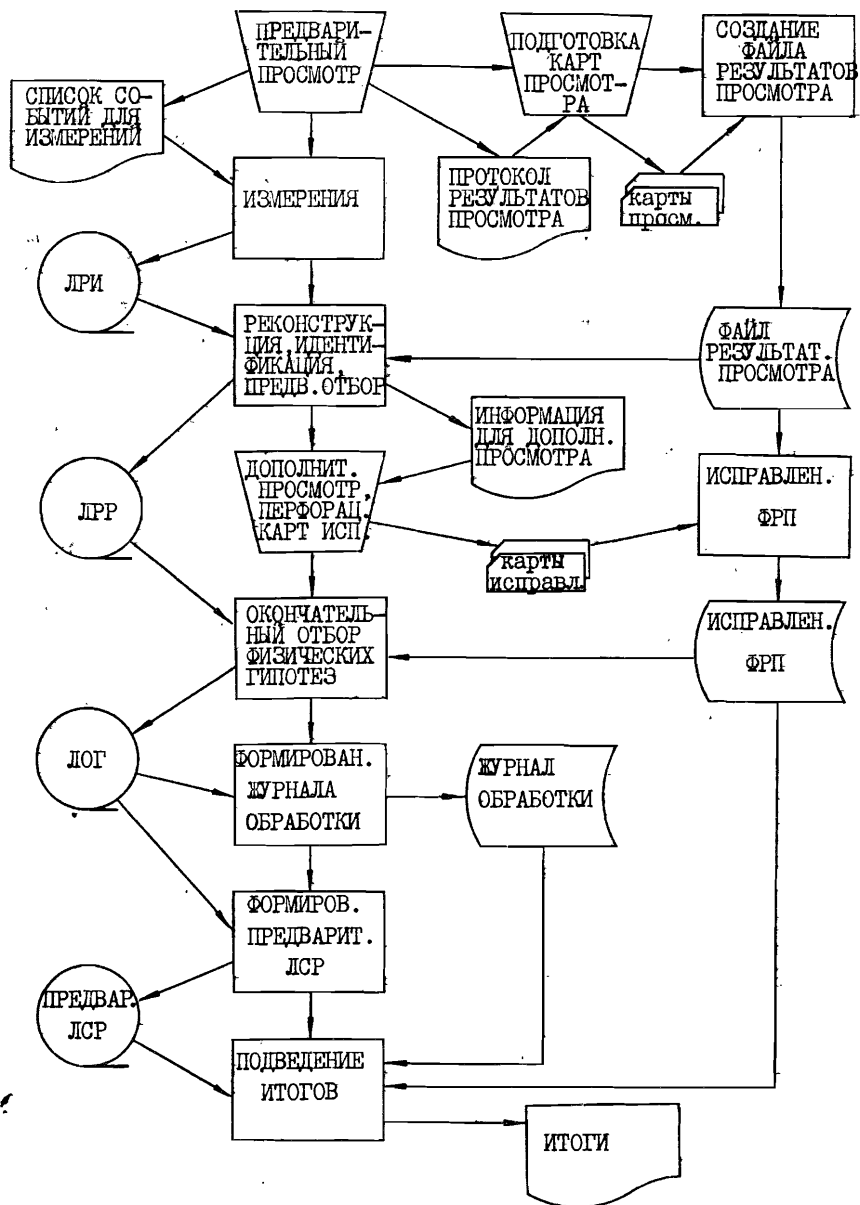 ПРЕДВАРИ-
ТЕЛЬНЫЙ
ПРОСМОТР
ПОДГОТОВКА
КАРТ
ПРОСМОТ-
РА
СОЗДАНИЕ
ФАЙЛА
РЕЗУЛЬТАТОВ
ПРОСМОТРА
СПИСОК СО-
БЫТИЙ ДЛЯ
ИЗМЕРЕНИЙ
ИЗМЕРЕНИЯ
ПРОТОКОЛ
РЕЗУЛЬТАТОВ
ПРОСМОТРА
карты
просм.
ЛРИ
РЕКОНСТРУК-
ЦИЯ, ИДЕНТИ-
ФИКАЦИЯ,
ПРЕДВ.ОТБОР
ФАЙЛ
РЕЗУЛЬТАТ.
ПРОСМОТРА
ИНФОРМАЦИЯ
ДЛЯ ДОПОЛН.
ПРОСМОТРА
ДОПОЛНИТ.
НРОСМОТР,
ПЕРФОРАЦ.
КАРТ ИСП.
ЛРР
ИСПРАВЛЕН.
ФРП
карты
исправл.
ОКОНЧАТЕЛЬ-
НЫЙ ОТБОР
ФИЗИЧЕСКИХ
ГИПОТЕЗ
ИСПРАВЛЕН.
ФРП
ЛОГ
ФОРМИРОВАН.
ЖУРНАЛА
ОБРАБОТКИ
ЖУРНАЛ
ОБРАБОТКИ
ФОРМИРОВ.
ПРЕДВАРИТ.
ЛСР
ПРЕДВАР.
ЛСР
ПОДВЕДЕНИЕ
ИТОГОВ
ИТОГИ